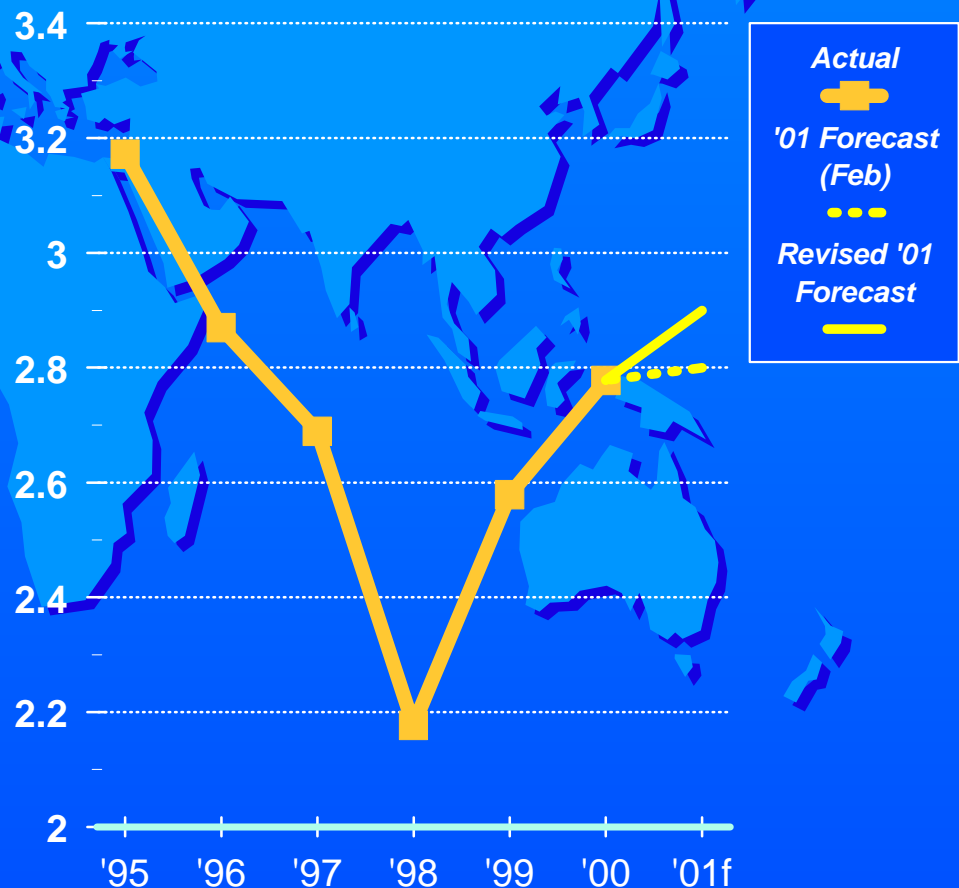 3.4
3.2
3
2.8
2.6
2.4
2.2
2
'95 '96 '97 '98 '99 '00 '01f
Actual
'01 Forecast
(Feb)
Revised '01
Forecast